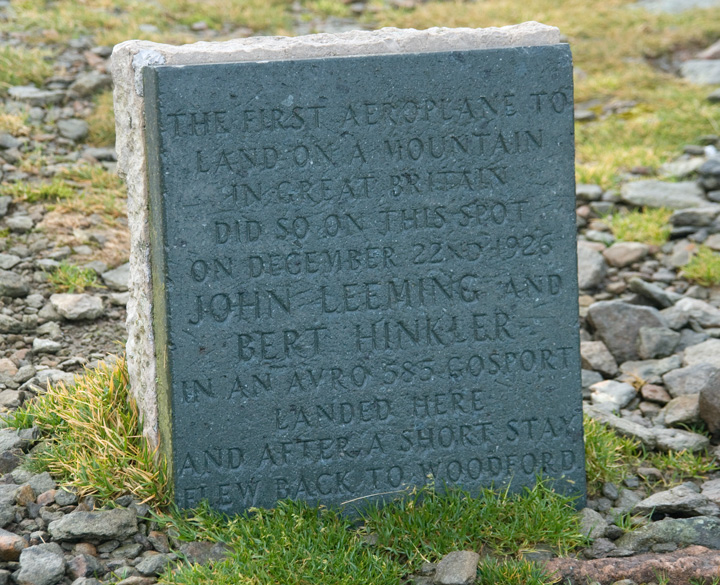 THE FIRST AEROPLANE TO
LAND ON A MOUNTAIN
IN GREAT BRITAIN
DID SO ON THIS SPOT
ON DECEMBER 22ND 1926
JOHN LEEMING AND
BERT HINKLER
IN AN AVRO 585 GOSPORT
LANDED HERE
AND AFTER A SHORT STAY
FLEW BACK TO WOODFORD